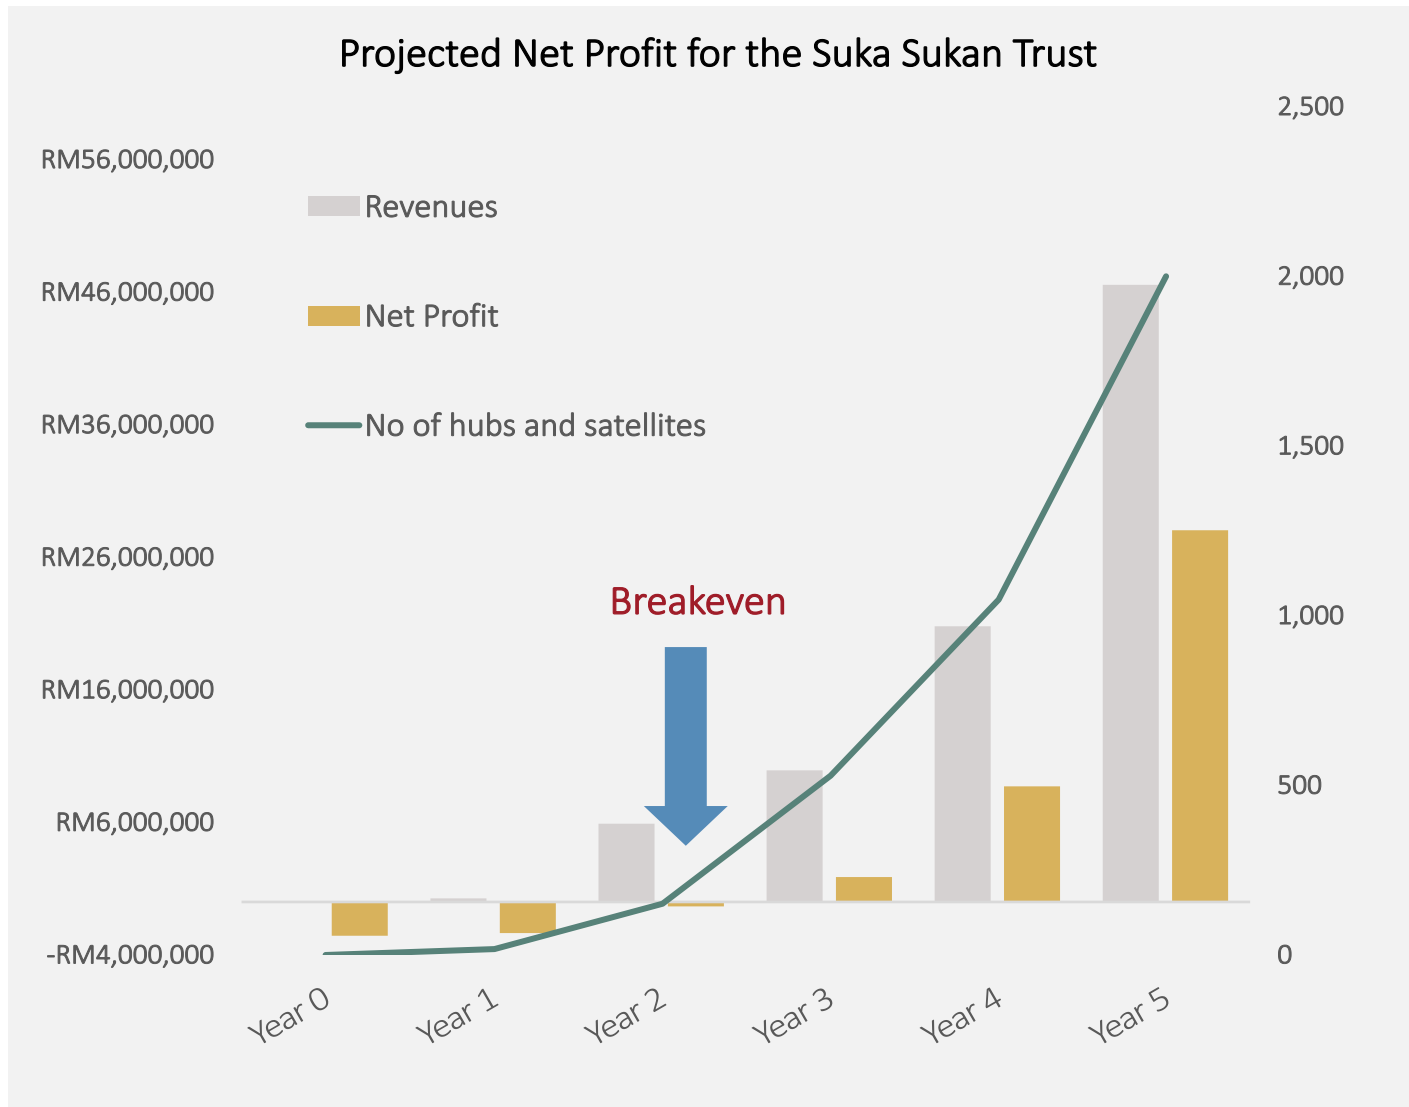 Projected Net Profit for the Suka Sukan Trust
2,500
RM56,000,000
Revenues
RM46,000,000
2,000
Net Profit
RM36,000,000
No of hubs and satellites
1,500
RM26,000,000
Breakeven
1,000
RM16,000,000
500
RM6,000,000
-RM4,000,000
0
Year 0
Year 1
Year 2
Year 3
Year 4
Year 5